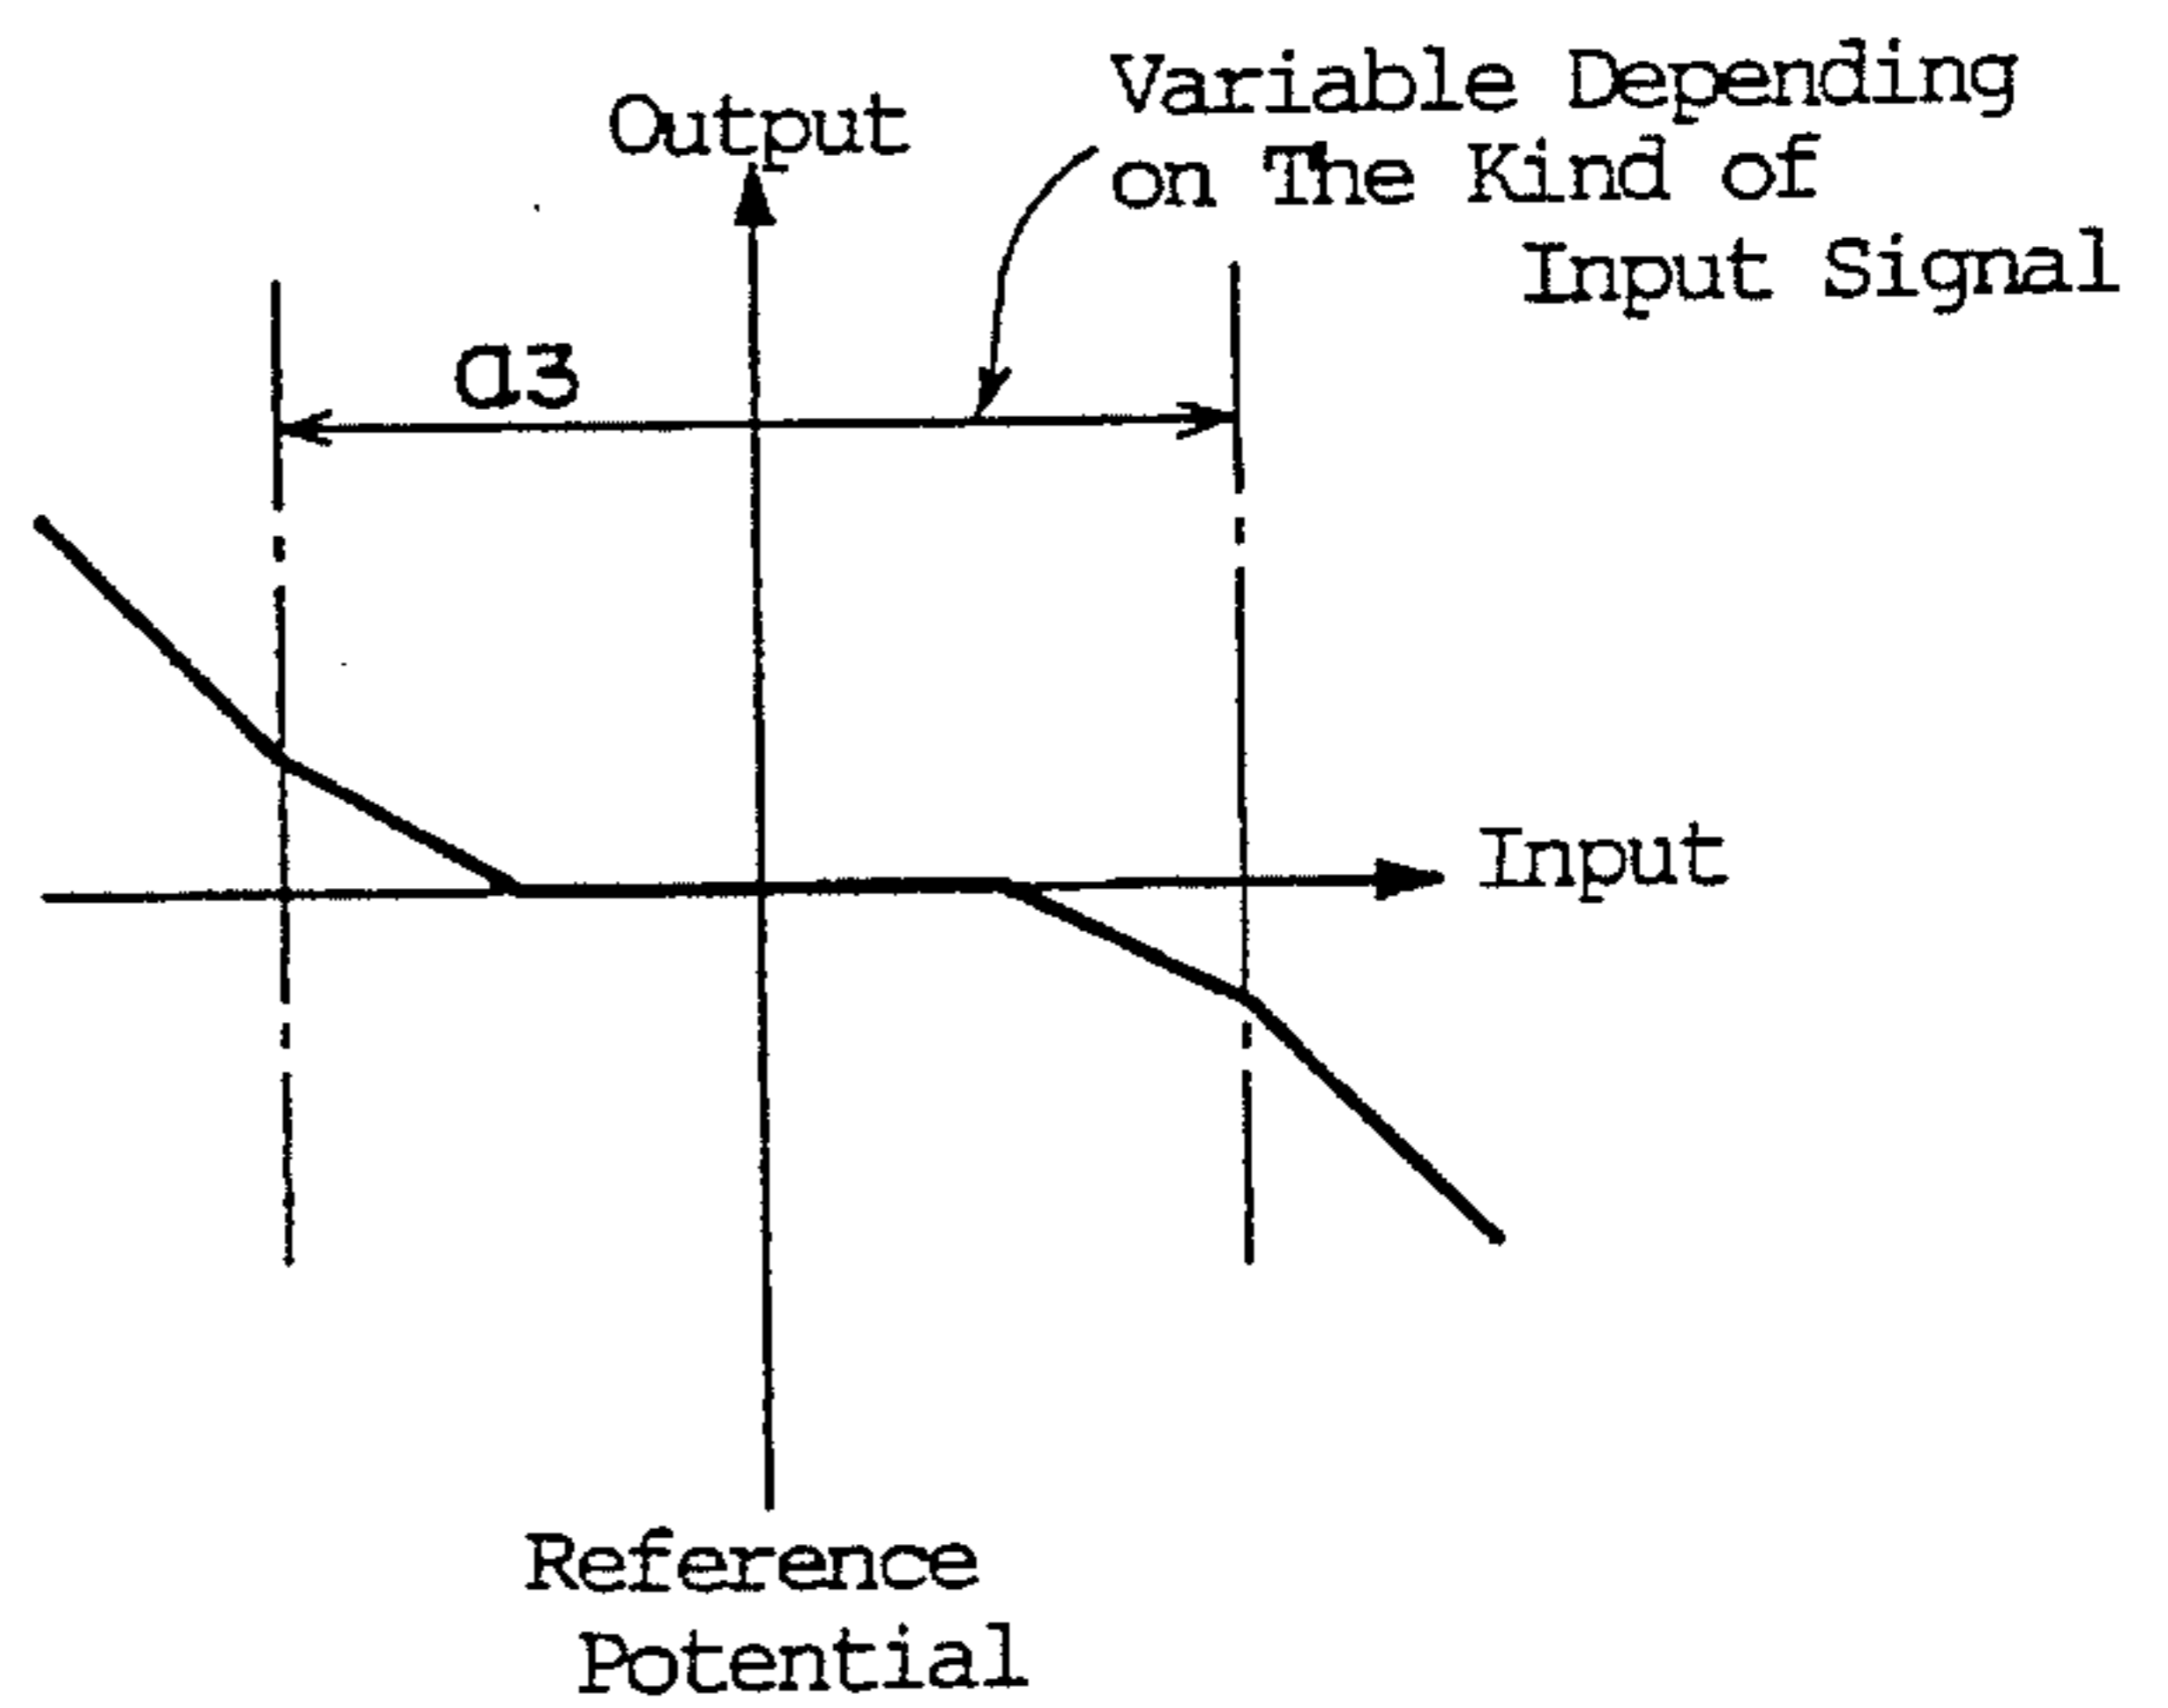 Output
Variable Depending
on The Kind of
Input Signal
a3
Input
Reference
Potential